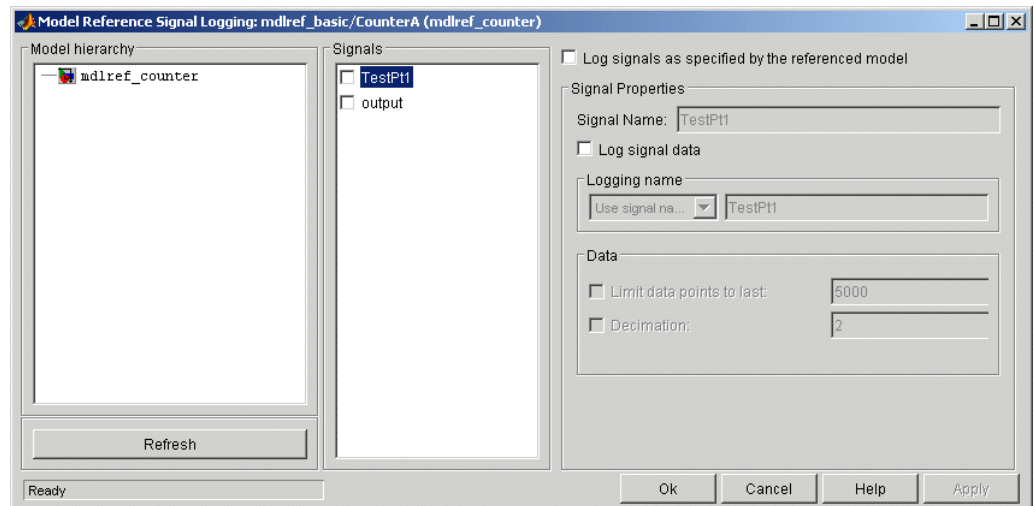 Model Reference Signal Logging: mdlref_basic/CounterA (mdlref_counter)
Model hierarchy
mdlref_counter
Refresh
Signals
TestPt1
output
Log signals as specified by the referenced model
Signal Properties
Signal Name: TestPt1
Log signal data
Logging name
Use signal na... TestPt1
Data
Limit data points to last: 5000
Decimation: 2
Ready
Ok Cancel Help Apply